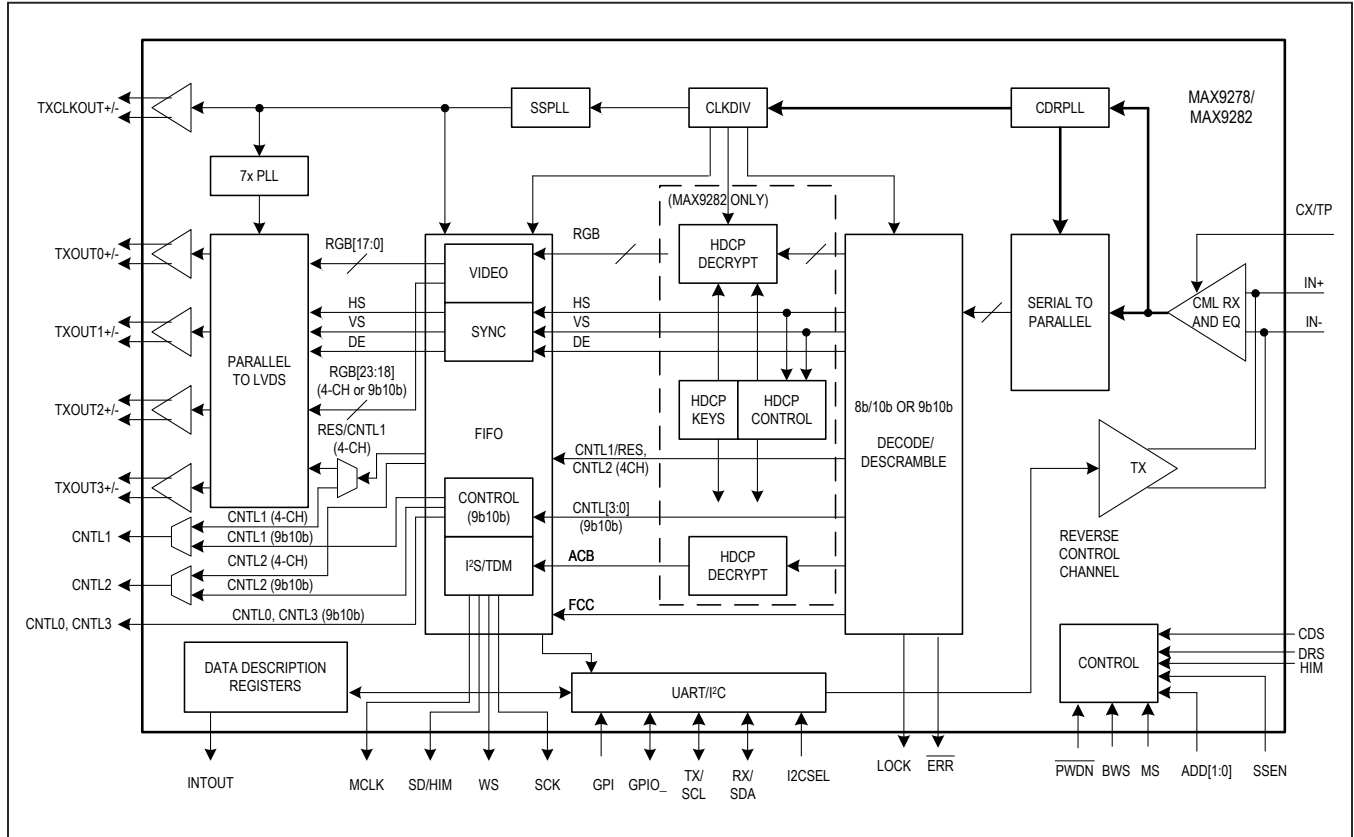 MAX9278/
MAX9282
TXCLKOUT+/-
SSPLL
CLKDIV
CDRPLL
7x PLL
(MAX9282 ONLY)
CX/TP
TXOUT0+/-
RGB[17:0]
VIDEO
RGB
HDCP
DECRYPT
IN+
HS
VS
DE
SYNC
HS
VS
DE
SERIAL TO
PARALLEL
CML RX
AND EQ
IN-
TXOUT1+/-
PARALLEL
TO LVDS
RGB[23:18]
(4-CH or 9b10b)
TXOUT2+/-
RES/CNTL1
(4-CH)
FIFO
HDCP
KEYS
HDCP
CONTROL
8b/10b OR 9b10b
DECODE/
DESCRAMBLE
CNTL1/RES,
CNTL2 (4CH)
TX
TXOUT3+/-
CONTROL
(9b10b)
CNTL[3:0]
(9b10b)
CNTL1 (4-CH)
CNTL1
CNTL1 (9b10b)
REVERSE
CONTROL
CHANNEL
CNTL2 (4-CH)
I²S/TDM
ACB
HDCP
DECRYPT
CNTL2
CNTL2 (9b10b)
FCC
CNTL0, CNTL3
CNTL0, CNTL3 (9b10b)
CONTROL
CDS
DRS
HIM
DATA DESCRIPTION
REGISTERS
UART/I²C
INTOUT
MCLK
SD/HIM
WS
SCK
GPI
GPIO_
TX/
SCL
RX/
SDA
I2CSEL
LOCK
ERR
PWDN
BWS
MS
ADD[1:0]
SSEN